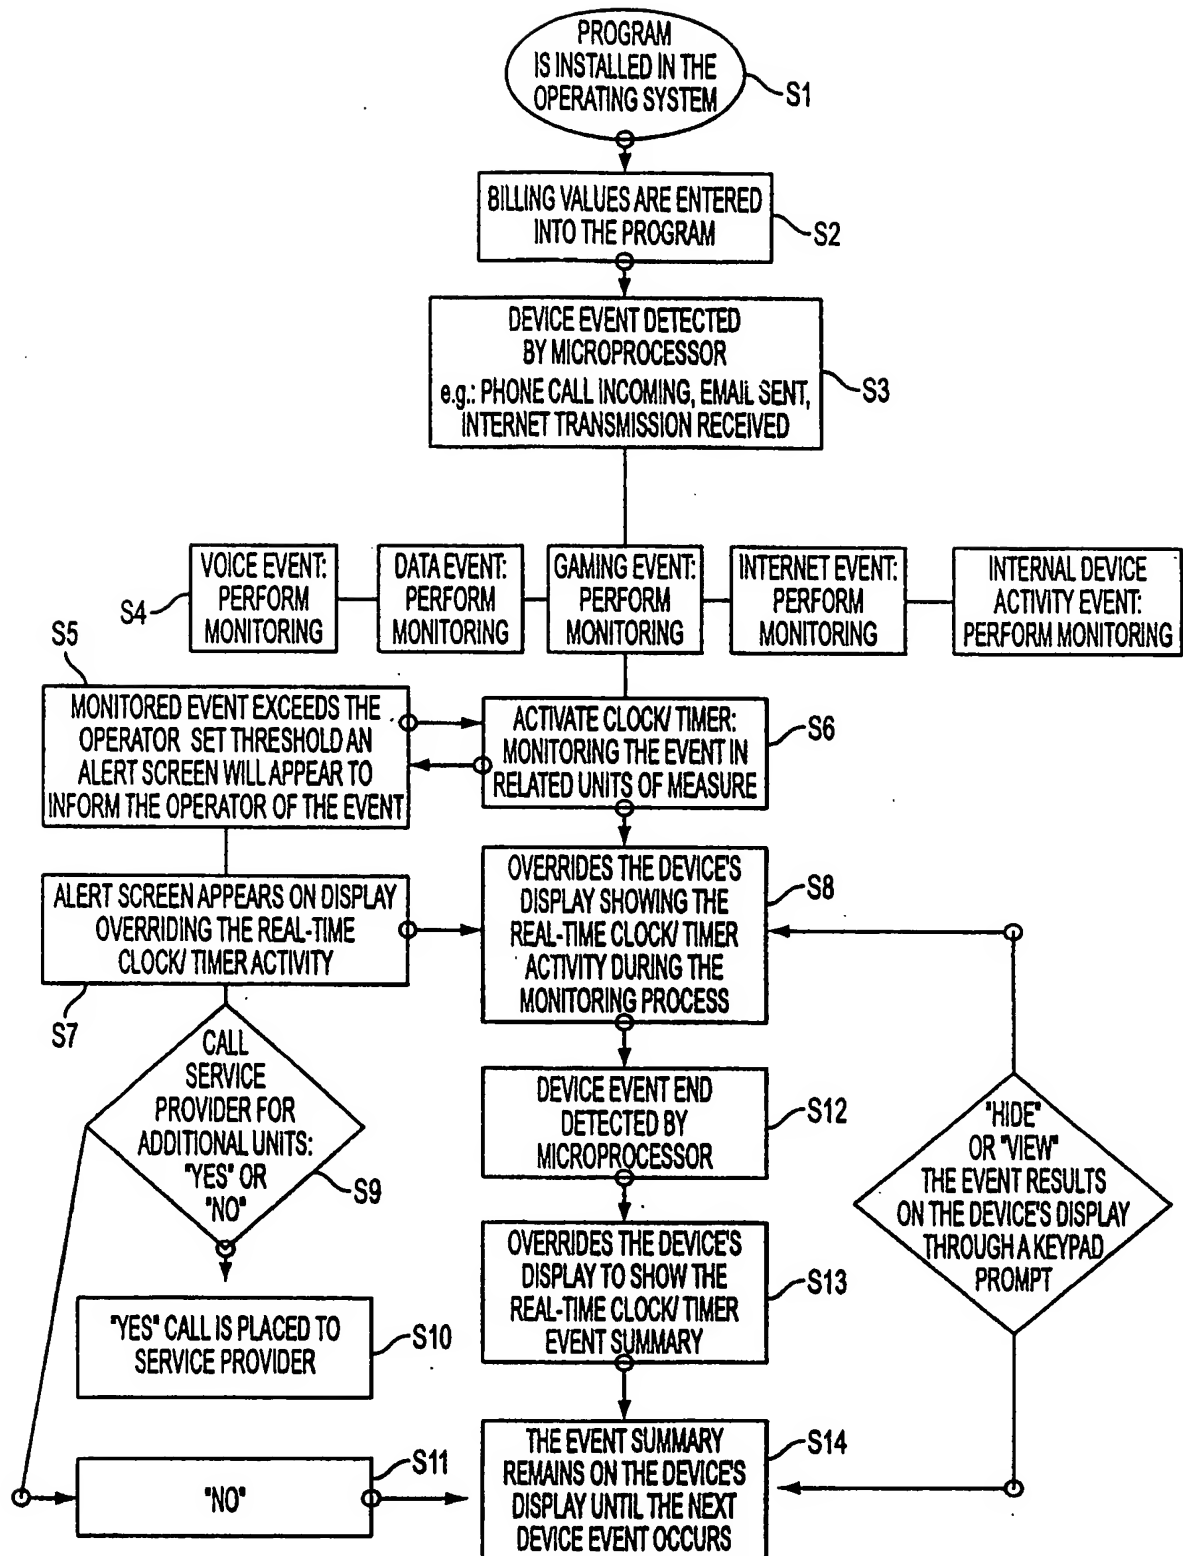 PROGRAM
IS INSTALLED IN THE
OPERATING SYSTEM
S1
BILLING VALUES ARE ENTERED
INTO THE PROGRAM
S2
DEVICE EVENT DETECTED
BY MICROPROCESSOR
e.g.: PHONE CALL INCOMING, EMAIL SENT,
INTERNET TRANSMISSION RECEIVED
S3
S4
VOICE EVENT:
PERFORM
MONITORING
DATA EVENT:
PERFORM
MONITORING
GAMING EVENT:
PERFORM
MONITORING
INTERNET EVENT:
PERFORM
MONITORING
INTERNAL DEVICE
ACTIVITY EVENT:
PERFORM MONITORING
S5
MONITORED EVENT EXCEEDS THE
OPERATOR SET THRESHOLD AN
ALERT SCREEN WILL APPEAR TO
INFORM THE OPERATOR OF THE EVENT
ACTIVATE CLOCK/ TIMER:
MONITORING THE EVENT IN
RELATED UNITS OF MEASURE
S6
ALERT SCREEN APPEARS ON DISPLAY
OVERRIDING THE REAL-TIME
CLOCK/ TIMER ACTIVITY
S7
OVERRIDES THE DEVICE'S
DISPLAY SHOWING THE
REAL-TIME CLOCK/ TIMER
ACTIVITY DURING THE
MONITORING PROCESS
S8
CALL
SERVICE
PROVIDER FOR
ADDITIONAL UNITS:
"YES" OR
"NO"
S9
DEVICE EVENT END
DETECTED BY
MICROPROCESSOR
S12
"HIDE"
OR "VIEW"
THE EVENT RESULTS
ON THE DEVICE'S DISPLAY
THROUGH A KEYPAD
PROMPT
OVERRIDES THE DEVICE'S
DISPLAY TO SHOW THE
REAL-TIME CLOCK/ TIMER
EVENT SUMMARY
S13
"YES" CALL IS PLACED TO
SERVICE PROVIDER
S10
"NO"
S11
THE EVENT SUMMARY
REMAINS ON THE DEVICE'S
DISPLAY UNTIL THE NEXT
DEVICE EVENT OCCURS
S14